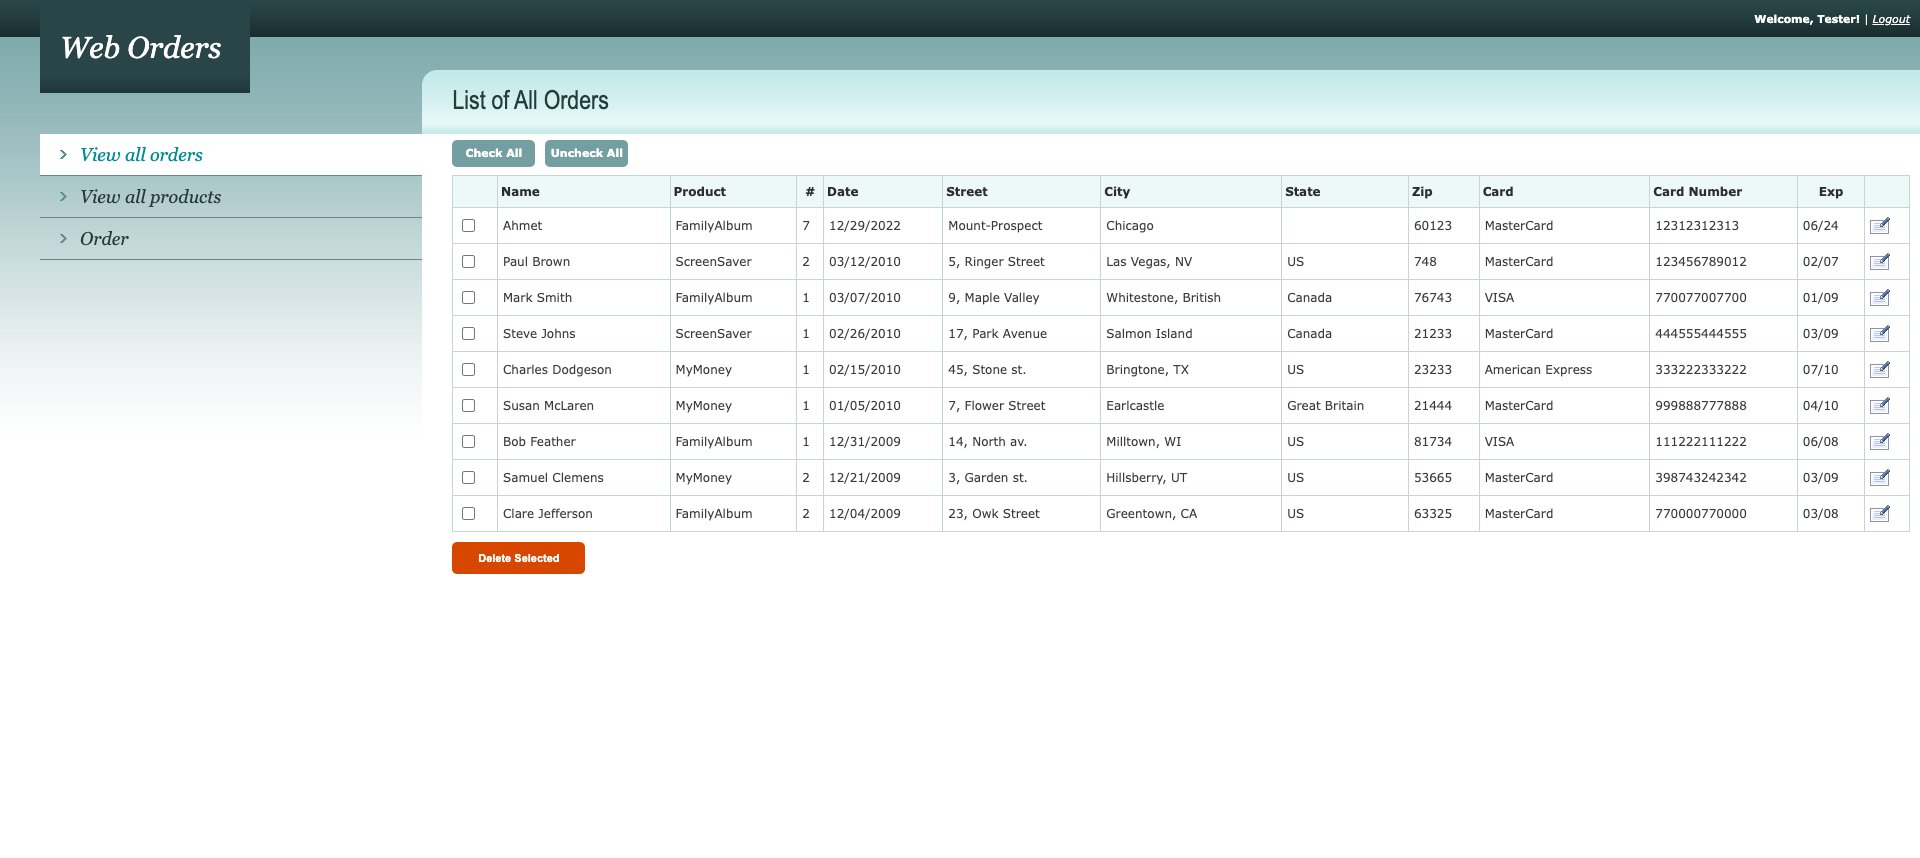 Welcome, Tester! | Logout
Web Orders
List of All Orders
View all orders
View all products
Order
Check All Uncheck All
Name Product # Date Street City State Zip Card Card Number Exp
Ahmet FamilyAlbum 7 12/29/2022 Mount-Prospect Chicago 60123 MasterCard 12312312313 06/24
Paul Brown ScreenSaver 2 03/12/2010 5, Ringer Street Las Vegas, NV US 748 MasterCard 123456789012 02/07
Mark Smith FamilyAlbum 1 03/07/2010 9, Maple Valley Whitestone, British Canada 76743 VISA 770077007700 01/09
Steve Johns ScreenSaver 1 02/26/2010 17, Park Avenue Salmon Island Canada 21233 MasterCard 444555444555 03/09
Charles Dodgeson MyMoney 1 02/15/2010 45, Stone st. Bringtone, TX US 23233 American Express 333222333222 07/10
Susan McLaren MyMoney 1 01/05/2010 7, Flower Street Earlcastle Great Britain 21444 MasterCard 999888777888 04/10
Bob Feather FamilyAlbum 1 12/31/2009 14, North av. Milltown, WI US 81734 VISA 111222111222 06/08
Samuel Clemens MyMoney 2 12/21/2009 3, Garden st. Hillsberry, UT US 53665 MasterCard 398743242342 03/09
Clare Jefferson FamilyAlbum 2 12/04/2009 23, Owk Street Greentown, CA US 63325 MasterCard 770000770000 03/08
Delete Selected